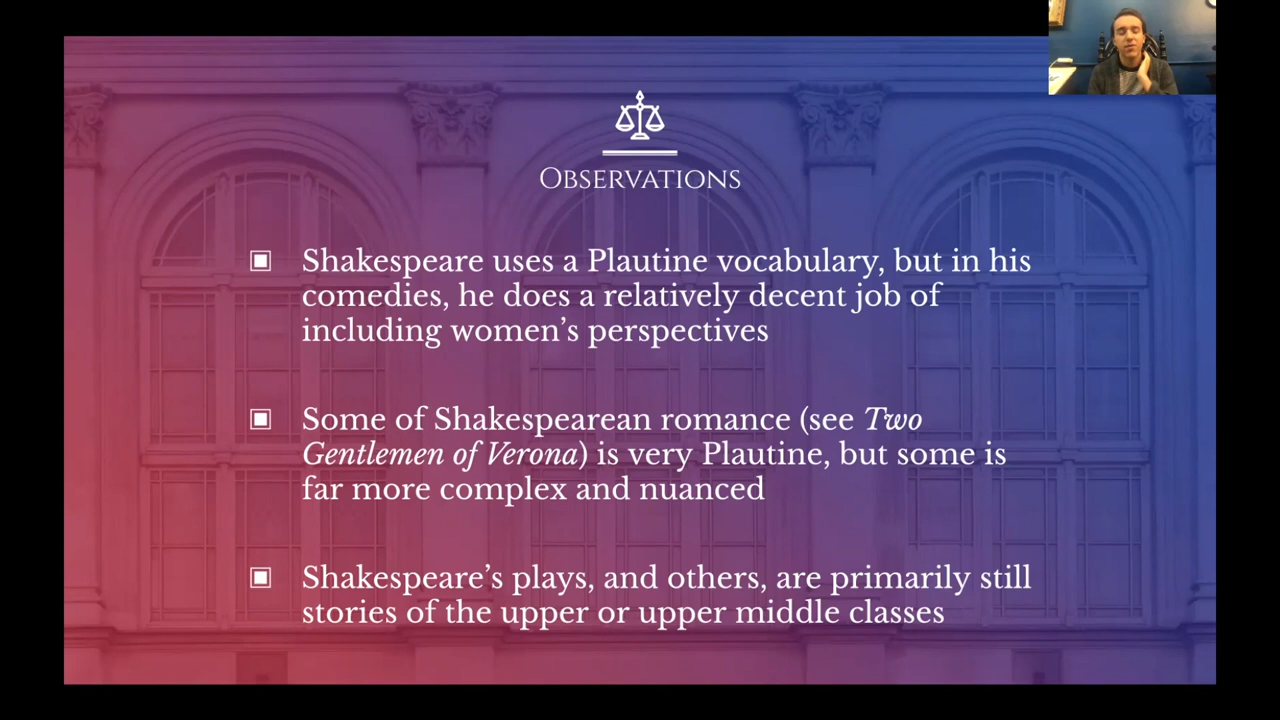 Observations
Shakespeare uses a Plautine vocabulary, but in his
comedies, he does a relatively decent job of
including women’s perspectives
Some of Shakespearean romance (see Two
Gentlemen of Verona) is very Plautine, but some is
far more complex and nuanced
Shakespeare’s plays, and others, are primarily still
stories of the upper or upper middle classes